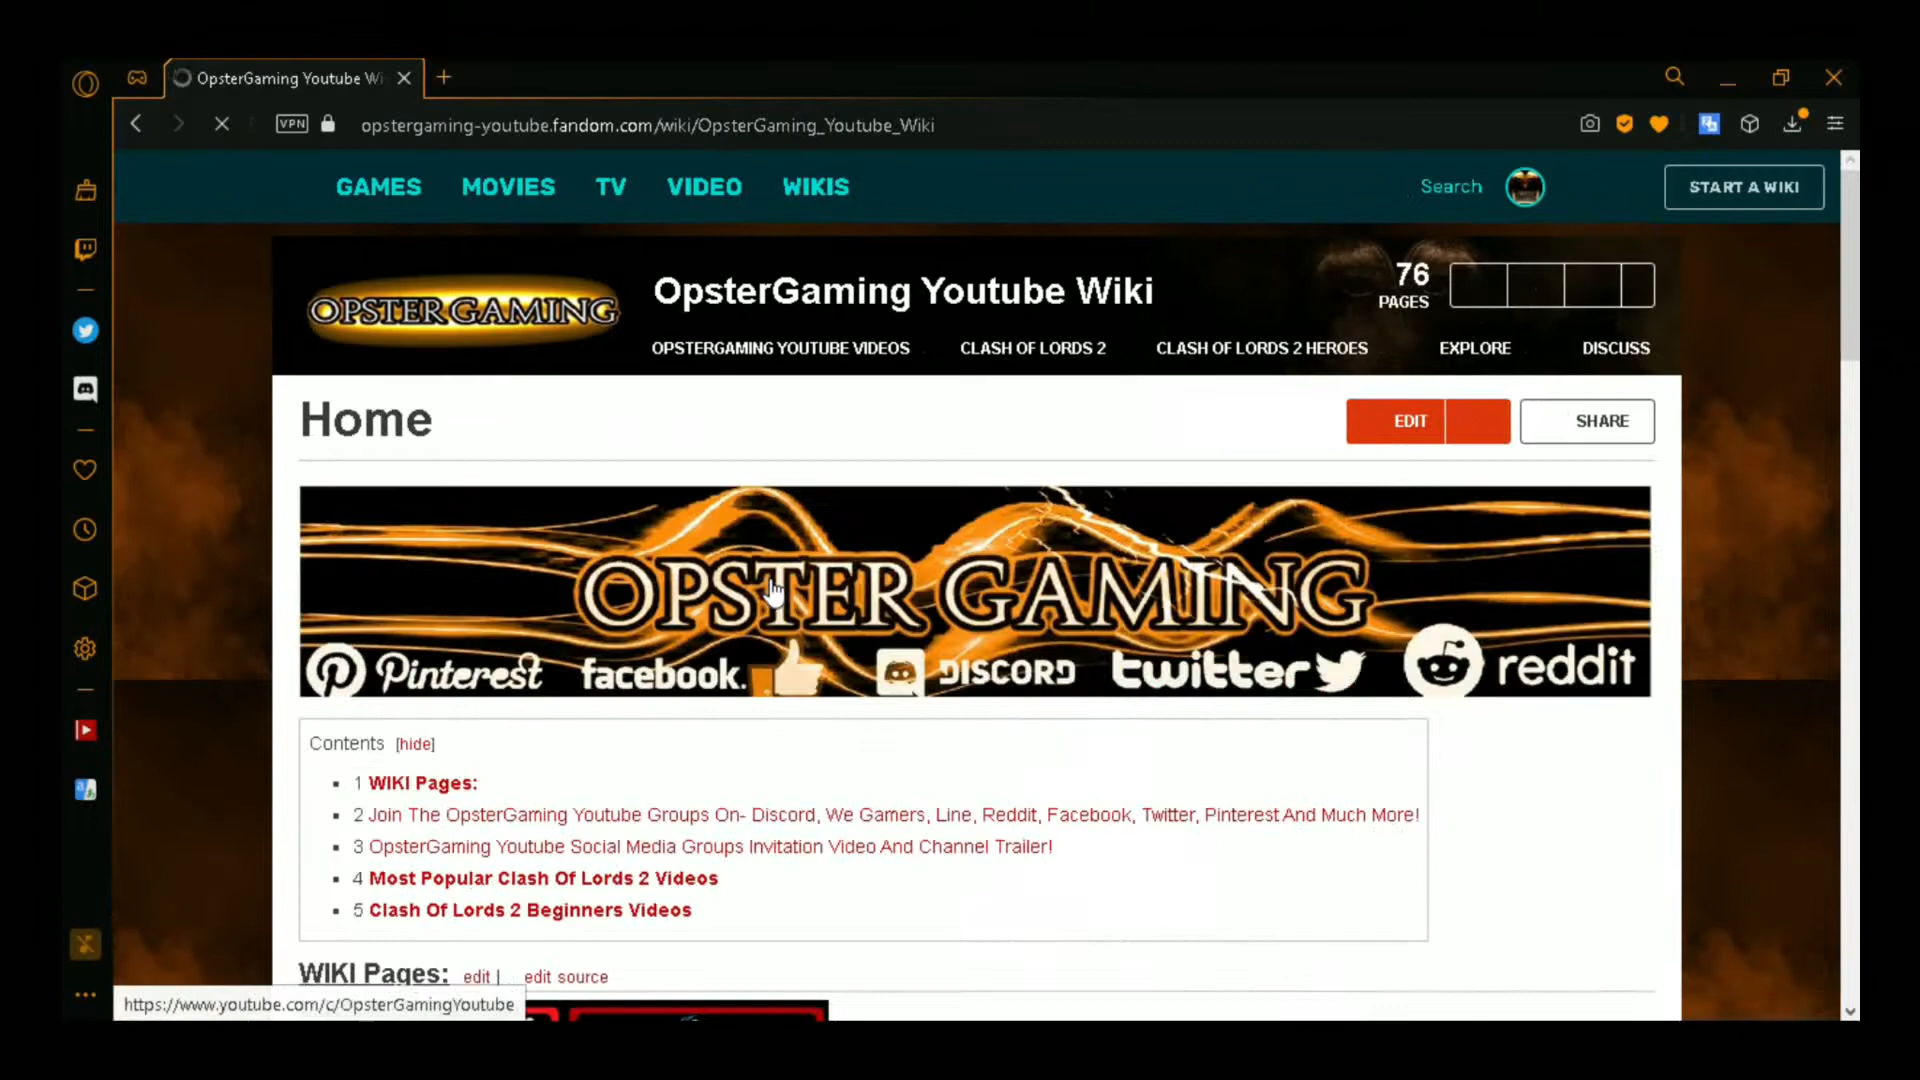 OpsterGaming Youtube Wi
VPN
opstergaming-youtube.fandom.com/wiki/OpsterGaming_Youtube_Wiki
GAMES MOVIES TV VIDEO WIKIS
Search
START A WIKI
OPSTER GAMING
OpsterGaming Youtube Wiki
76
PAGES
OPSTERGAMING YOUTUBE VIDEOS CLASH OF LORDS 2 CLASH OF LORDS 2 HEROES EXPLORE DISCUSS
Home
EDIT
SHARE
OPSTER GAMING
Pinterest facebook. DISCORD twitter reddit
Contents [hide]
1 WIKI Pages:
2 Join The OpsterGaming Youtube Groups On- Discord, We Gamers, Line, Reddit, Facebook, Twitter, Pinterest And Much More!
3 OpsterGaming Youtube Social Media Groups Invitation Video And Channel Trailer!
4 Most Popular Clash Of Lords 2 Videos
5 Clash Of Lords 2 Beginners Videos
WIKI Pages: edit | edit source
https://www.youtube.com/c/OpsterGamingYoutube